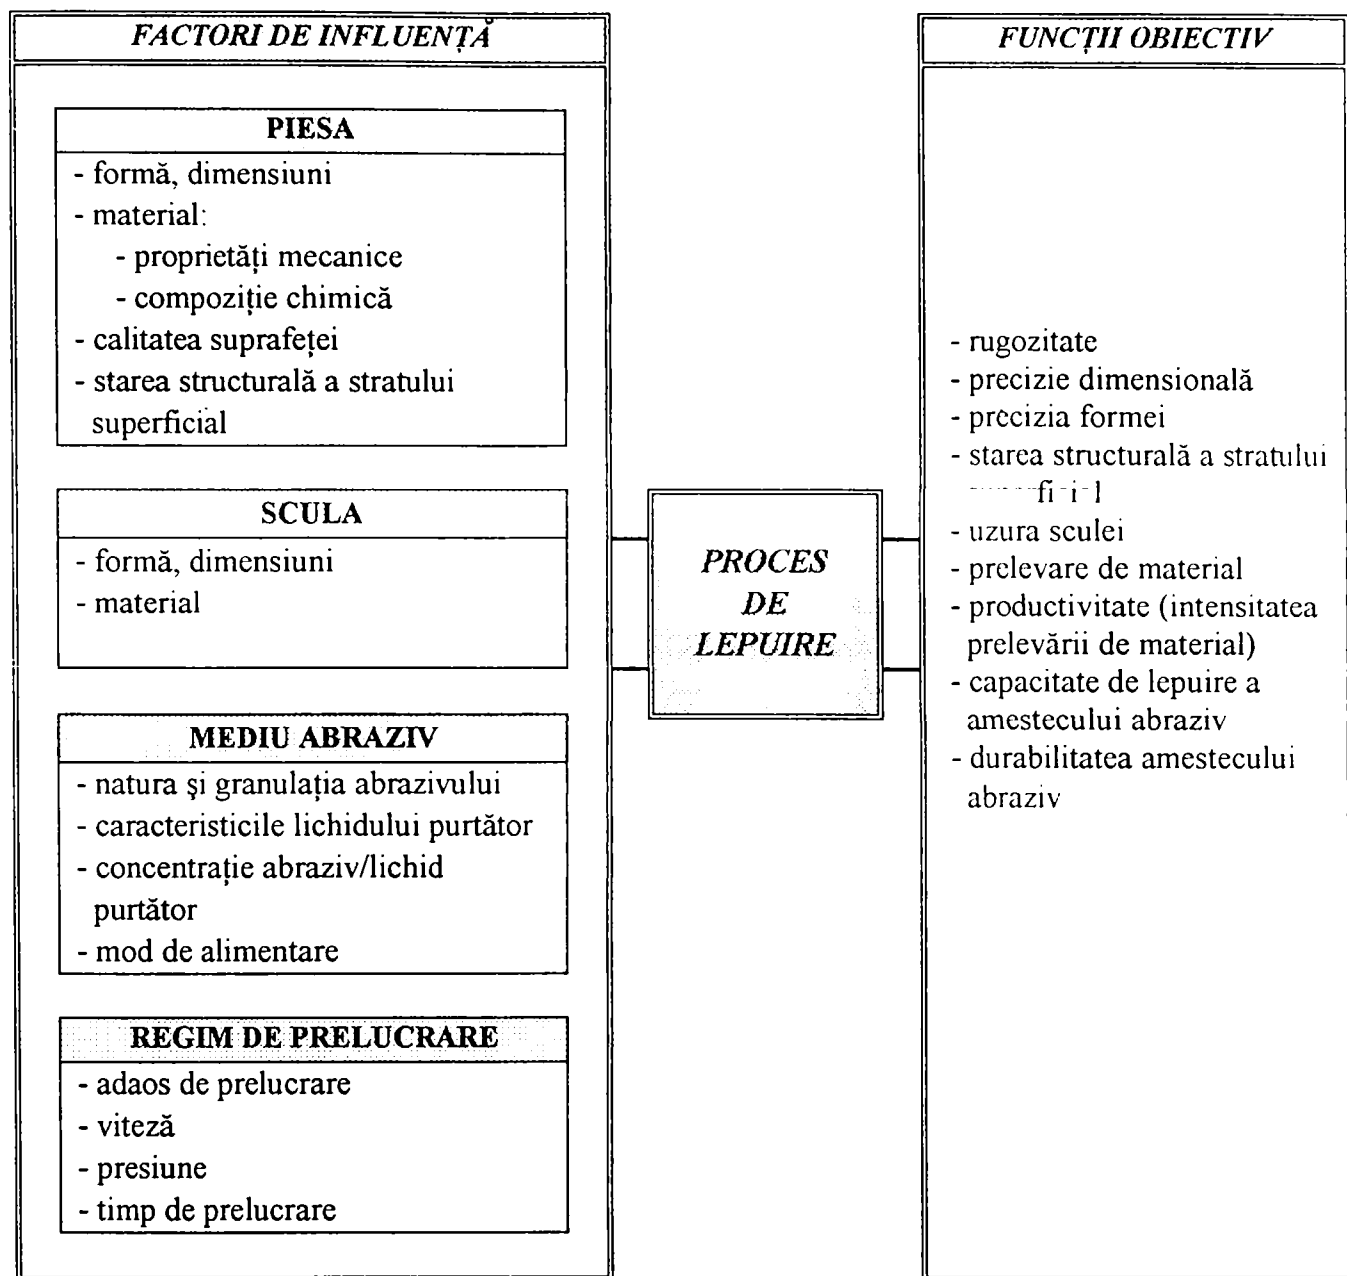 FACTORI DE INFLUENȚĂ
PIESA
- formă, dimensiuni
- material:
- proprietăți mecanice
- compoziție chimică
- calitatea suprafeței
- starea structurală a stratului
superficial
SCULA
- formă, dimensiuni
- material
MEDIU ABRAZIV
- natura și granulația abrazivului
- caracteristicile lichidului purtător
- concentrație abraziv/lichid
purtător
- mod de alimentare
REGIM DE PRELUCRARE
- adaos de prelucrare
- viteză
- presiune
- timp de prelucrare
PROCES
DE
LEPUIRE
FUNCȚII OBIECTIV
- rugozitate
- precizie dimensională
- precizia formei
- starea structurală a stratului
- uzura sculei
- prelevare de material
- productivitate (intensitatea
prelevării de material)
- capacitate de lepuire a
amestecului abraziv
- durabilitatea amestecului
abraziv